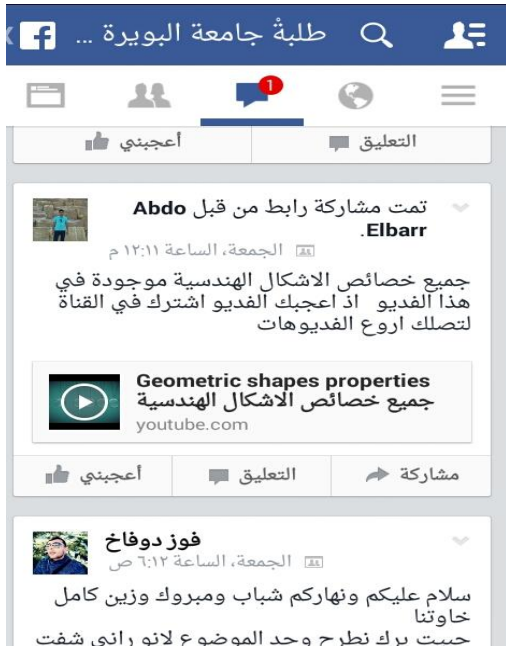 طلبةْ جامعة البويرة ...
1
أعجبني
التعليق
تمت مشاركة رابط من قبل Abdo
Elbarr.
الجمعة، الساعة ١٢:١١ م
جميع خصائص الاشكال الهندسية موجودة في
هذا الفديو اذ اعجبك الفديو اشترك في القناة
لتصلك اروع الفديوهات
Geometric shapes properties
جميع خصائص الاشكال الهندسية
youtube.com
أعجبني
التعليق
مشاركة
فوز دوفاخ
الجمعة، الساعة ٦:١٢ ص
سلام عليكم ونهاركم شباب ومبروك وزين كامل
خاوتنا
حبيت برك نطرح وحد الموضوع لانو راني شفت